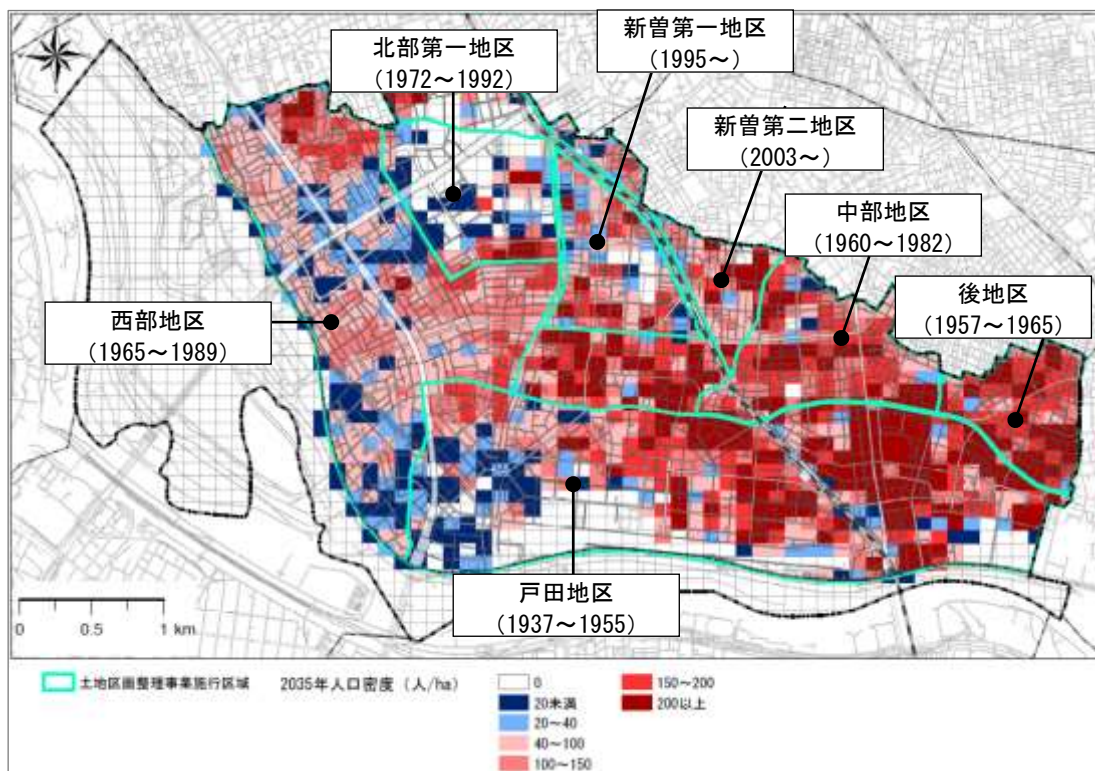 北部第一地区
(1972～1992)
新曽第一地区
(1995～)
新曽第二地区
(2003～)
中部地区
(1960～1982)
後地区
(1957～1965)
西部地区
(1965～1989)
戸田地区
(1937～1955)
0 0.5 1 km
土地区画整理事業施行区域
2035年人口密度 (人/ha)
0
20未満
20～40
40～100
100～150
150～200
200以上